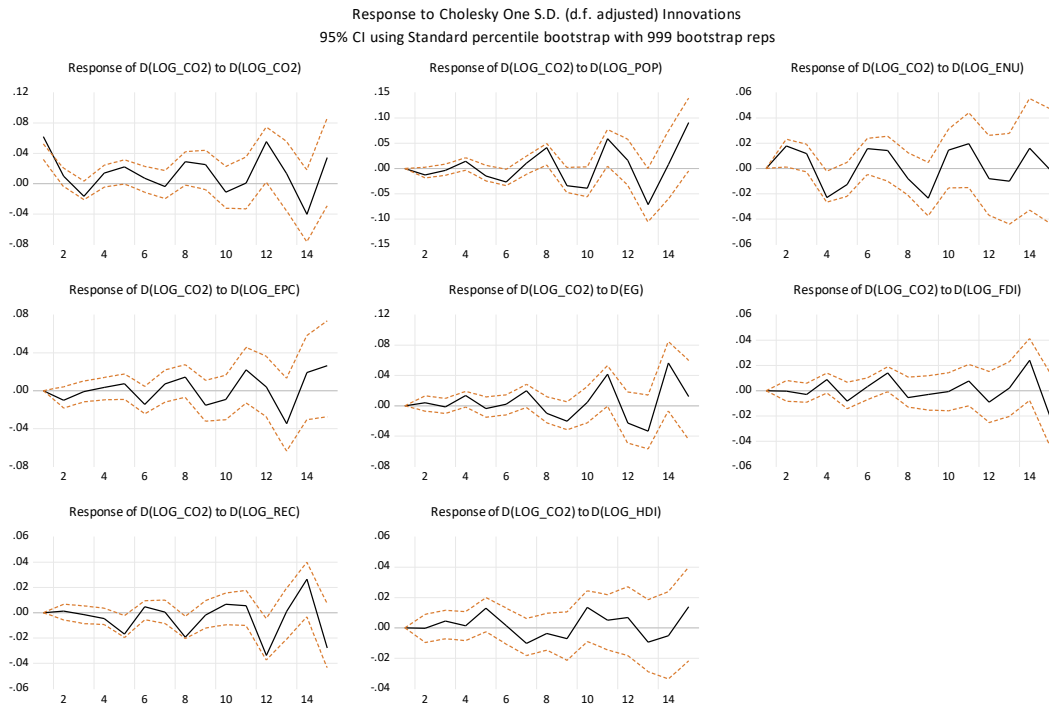 Response to Cholesky One S.D. (d.f. adjusted) Innovations
95% CI using Standard percentile bootstrap with 999 bootstrap reps
Response of D(LOG_CO2) to D(LOG_CO2)
.12
.08
.04
.00
-.04
-.08
2 4 6 8 10 12 14
Response of D(LOG_CO2) to D(LOG_POP)
.15
.10
.05
.00
-.05
-.10
-.15
2 4 6 8 10 12 14
Response of D(LOG_CO2) to D(LOG_ENU)
.06
.04
.02
.00
-.02
-.04
-.06
2 4 6 8 10 12 14
Response of D(LOG_CO2) to D(LOG_EPC)
.08
.04
.00
-.04
-.08
2 4 6 8 10 12 14
Response of D(LOG_CO2) to D(EG)
.12
.08
.04
.00
-.04
-.08
2 4 6 8 10 12 14
Response of D(LOG_CO2) to D(LOG_FDI)
.06
.04
.02
.00
-.02
-.04
-.06
2 4 6 8 10 12 14
Response of D(LOG_CO2) to D(LOG_REC)
.06
.04
.02
.00
-.02
-.04
-.06
2 4 6 8 10 12 14
Response of D(LOG_CO2) to D(LOG_HDI)
.06
.04
.02
.00
-.02
-.04
2 4 6 8 10 12 14